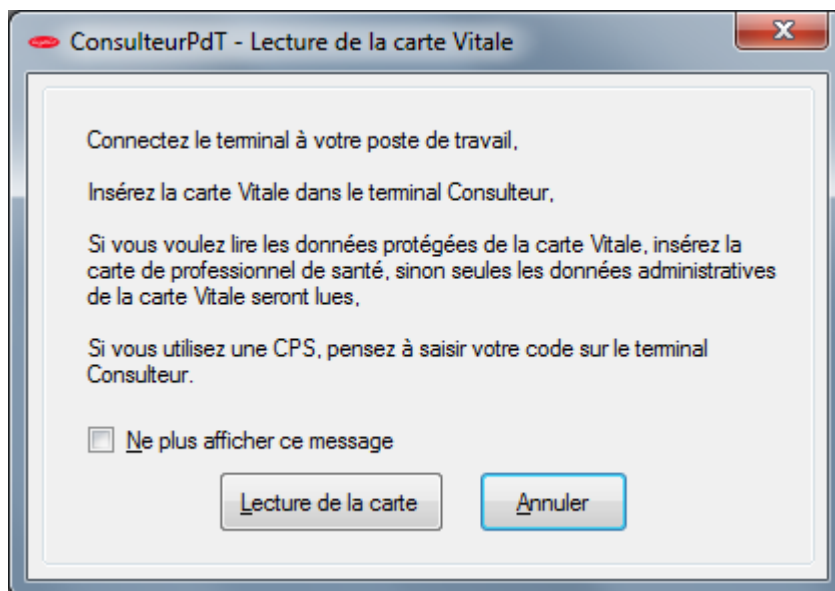 ConsulteurPdT - Lecture de la carte Vitale
Connectez le terminal à votre poste de travail,
Insérez la carte Vitale dans le terminal Consulteur,
Si vous voulez lire les données protégées de la carte Vitale, insérez la
carte de professionnel de santé, sinon seules les données administratives
de la carte Vitale seront lues,
Si vous utilisez une CPS, pensez à saisir votre code sur le terminal
Consulteur.
Ne plus afficher ce message
Lecture de la carte
Annuler